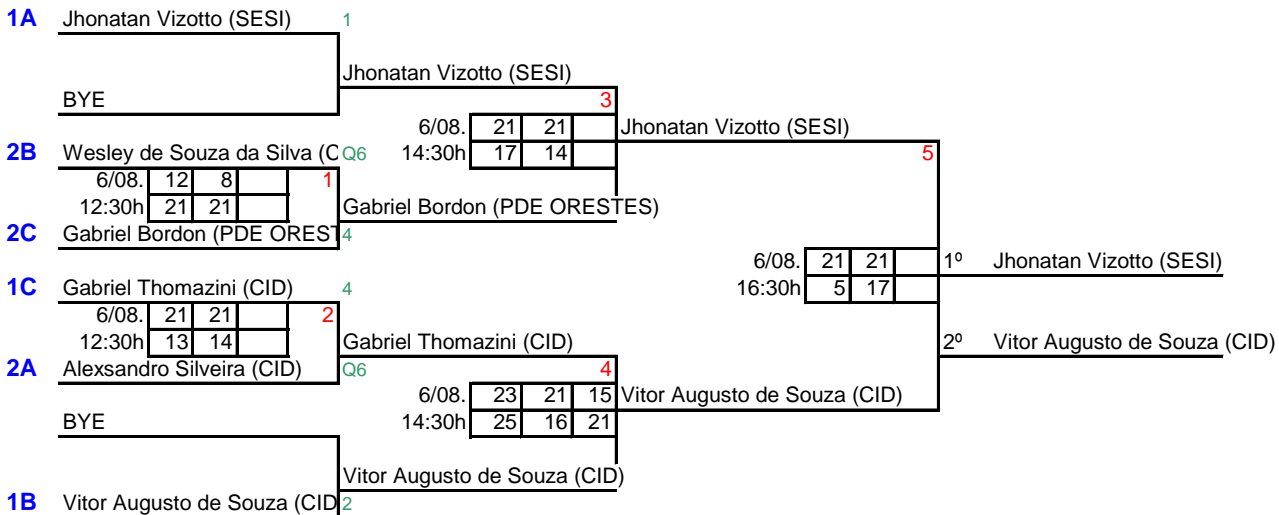 1A Jhonatan Vizotto (SESI) 1
Jhonatan Vizotto (SESI)
BYE 3
6/08. 21 21 Jhonatan Vizotto (SESI)
2B Wesley de Souza da Silva (C Q6 14:30h 17 14 5
6/08. 12 8 1
12:30h 21 21 Gabriel Bordon (PDE ORESTES)
2C Gabriel Bordon (PDE OREST 4
6/08. 21 21 1º Jhonatan Vizotto (SESI)
1C Gabriel Thomazini (CID) 4 16:30h 5 17
6/08. 21 21 2
12:30h 13 14 Gabriel Thomazini (CID) 2º Vitor Augusto de Souza (CID)
2A Alexsandro Silveira (CID) Q6 4
6/08. 23 21 15 Vitor Augusto de Souza (CID)
BYE 14:30h 25 16 21
Vitor Augusto de Souza (CID)
1B Vitor Augusto de Souza (CID 2